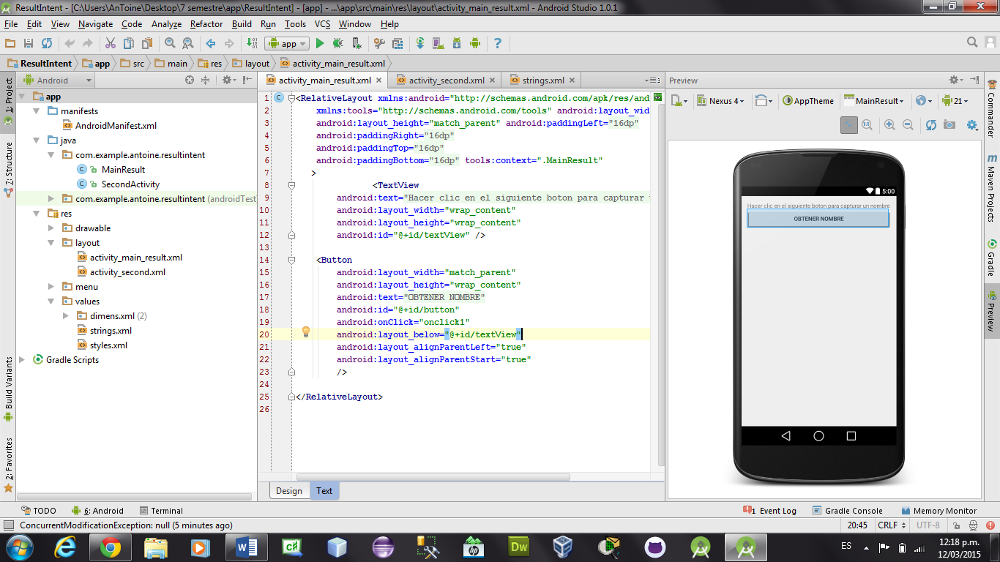 ResultIntent - [C:\Users\AnToine\Desktop\7 semestre\app\ResultIntent] - [app] - ...\app\src\main\res\layout\activity_main_result.xml - Android Studio 1.0.1
File Edit View Navigate Code Analyze Refactor Build Run Tools VCS Window Help
app
ResultIntent app src main res layout activity_main_result.xml
1: Project
7: Structure
Build Variants
2: Favorites
Android
app
manifests
AndroidManifest.xml
java
com.example.antoine.resultintent
MainResult
SecondActivity
com.example.antoine.resultintent (androidTest
res
drawable
layout
activity_main_result.xml
activity_second.xml
menu
values
dimens.xml (2)
strings.xml
styles.xml
Gradle Scripts
activity_main_result.xml activity_second.xml strings.xml
1 <RelativeLayout xmlns:android="http://schemas.android.com/apk/res/and
2 xmlns:tools="http://schemas.android.com/tools" android:layout_wid
3 android:layout_height="match_parent" android:paddingLeft="16dp"
4 android:paddingRight="16dp"
5 android:paddingTop="16dp"
6 android:paddingBottom="16dp" tools:context=".MainResult"
7 >
8 <TextView
9 android:text="Hacer clic en el siguiente boton para capturar
10 android:layout_width="wrap_content"
11 android:layout_height="wrap_content"
12 android:id="@+id/textView" />
13
14 <Button
15 android:layout_width="match_parent"
16 android:layout_height="wrap_content"
17 android:text="OBTENER NOMBRE"
18 android:id="@+id/button"
19 android:onClick="onclick1"
20 android:layout_below="@+id/textView"
21 android:layout_alignParentLeft="true"
22 android:layout_alignParentStart="true"
23 />
24
25 </RelativeLayout>
26
Design Text
Preview
Nexus 4 AppTheme MainResult 21
5:00
Hacer clic en el siguiente boton para capturar un nombre
OBTENER NOMBRE
Commander
m Maven Projects
Gradle
Preview
TODO 6: Android Terminal 1 Event Log Gradle Console Memory Monitor
ConcurrentModificationException: null (5 minutes ago) 20:45 CRLF UTF-8
W C# hp Dw
ES 12:18 p.m.
12/03/2015